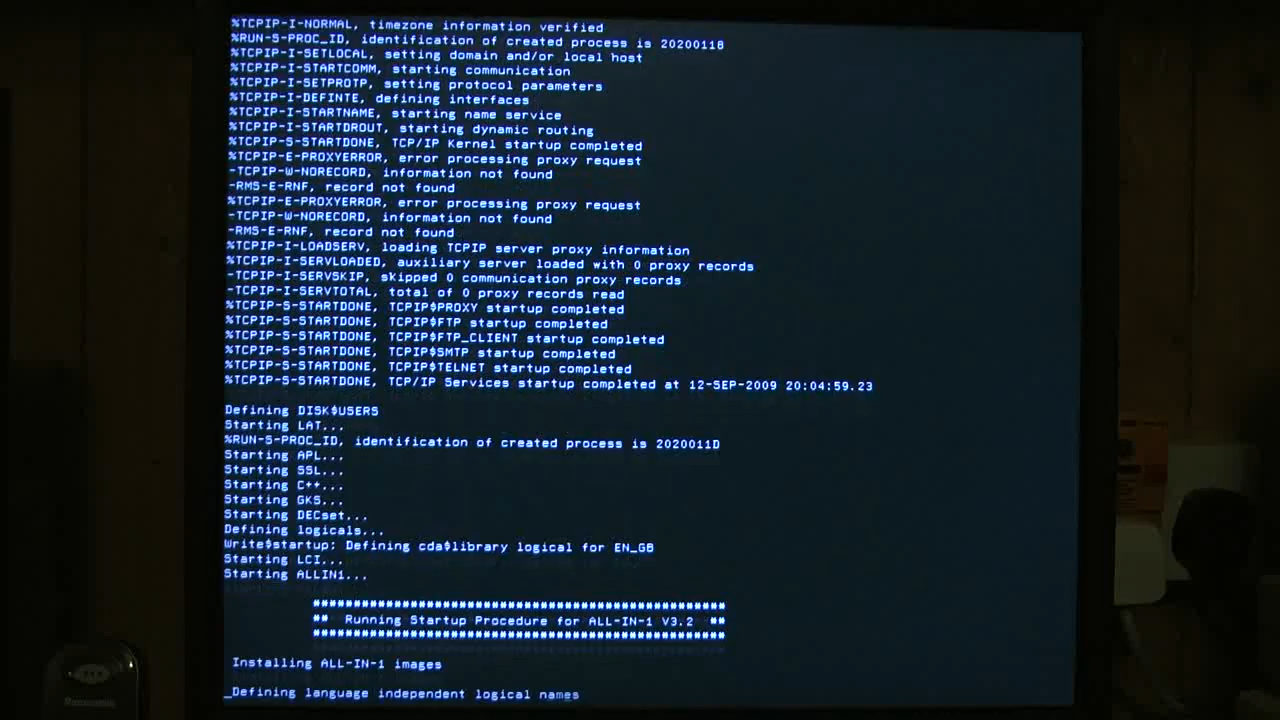 %TCPIP-I-NORMAL, timezone information verified
%RUN-S-PROC_ID, identification of created process is 20200118
%TCPIP-I-SETLOCAL, setting domain and/or local host
%TCPIP-I-STARTCOMM, starting communication
%TCPIP-I-SETPROTP, setting protocol parameters
%TCPIP-I-DEFINTE, defining interfaces
%TCPIP-I-STARTNAME, starting name service
%TCPIP-I-STARTDROUT, starting dynamic routing
%TCPIP-S-STARTDONE, TCP/IP Kernel startup completed
%TCPIP-E-PROXYERROR, error processing proxy request
-TCPIP-W-NORECORD, information not found
-RMS-E-RNF, record not found
%TCPIP-E-PROXYERROR, error processing proxy request
-TCPIP-W-NORECORD, information not found
-RMS-E-RNF, record not found
%TCPIP-I-LOADSERV, loading TCPIP server proxy information
%TCPIP-I-SERVLOADED, auxiliary server loaded with 0 proxy records
-TCPIP-I-SERVSKIP, skipped 0 communication proxy records
-TCPIP-I-SERVTOTAL, total of 0 proxy records read
%TCPIP-S-STARTDONE, TCPIP$PROXY startup completed
%TCPIP-S-STARTDONE, TCPIP$FTP startup completed
%TCPIP-S-STARTDONE, TCPIP$FTP_CLIENT startup completed
%TCPIP-S-STARTDONE, TCPIP$SMTP startup completed
%TCPIP-S-STARTDONE, TCPIP$TELNET startup completed
%TCPIP-S-STARTDONE, TCP/IP Services startup completed at 12-SEP-2009 20:04:59.23
Defining DISK$USERS
Starting LAT...
%RUN-S-PROC_ID, identification of created process is 2020011D
Starting APL...
Starting SSL...
Starting C++...
Starting GKS...
Starting DECset...
Defining logicals...
Write$startup: Defining cda$library logical for EN_GB
Starting LCI...
Starting ALLIN1...
***************************************************
** Running Startup Procedure for ALL-IN-1 V3.2 **
***************************************************
Installing ALL-IN-1 images
_Defining language independent logical names